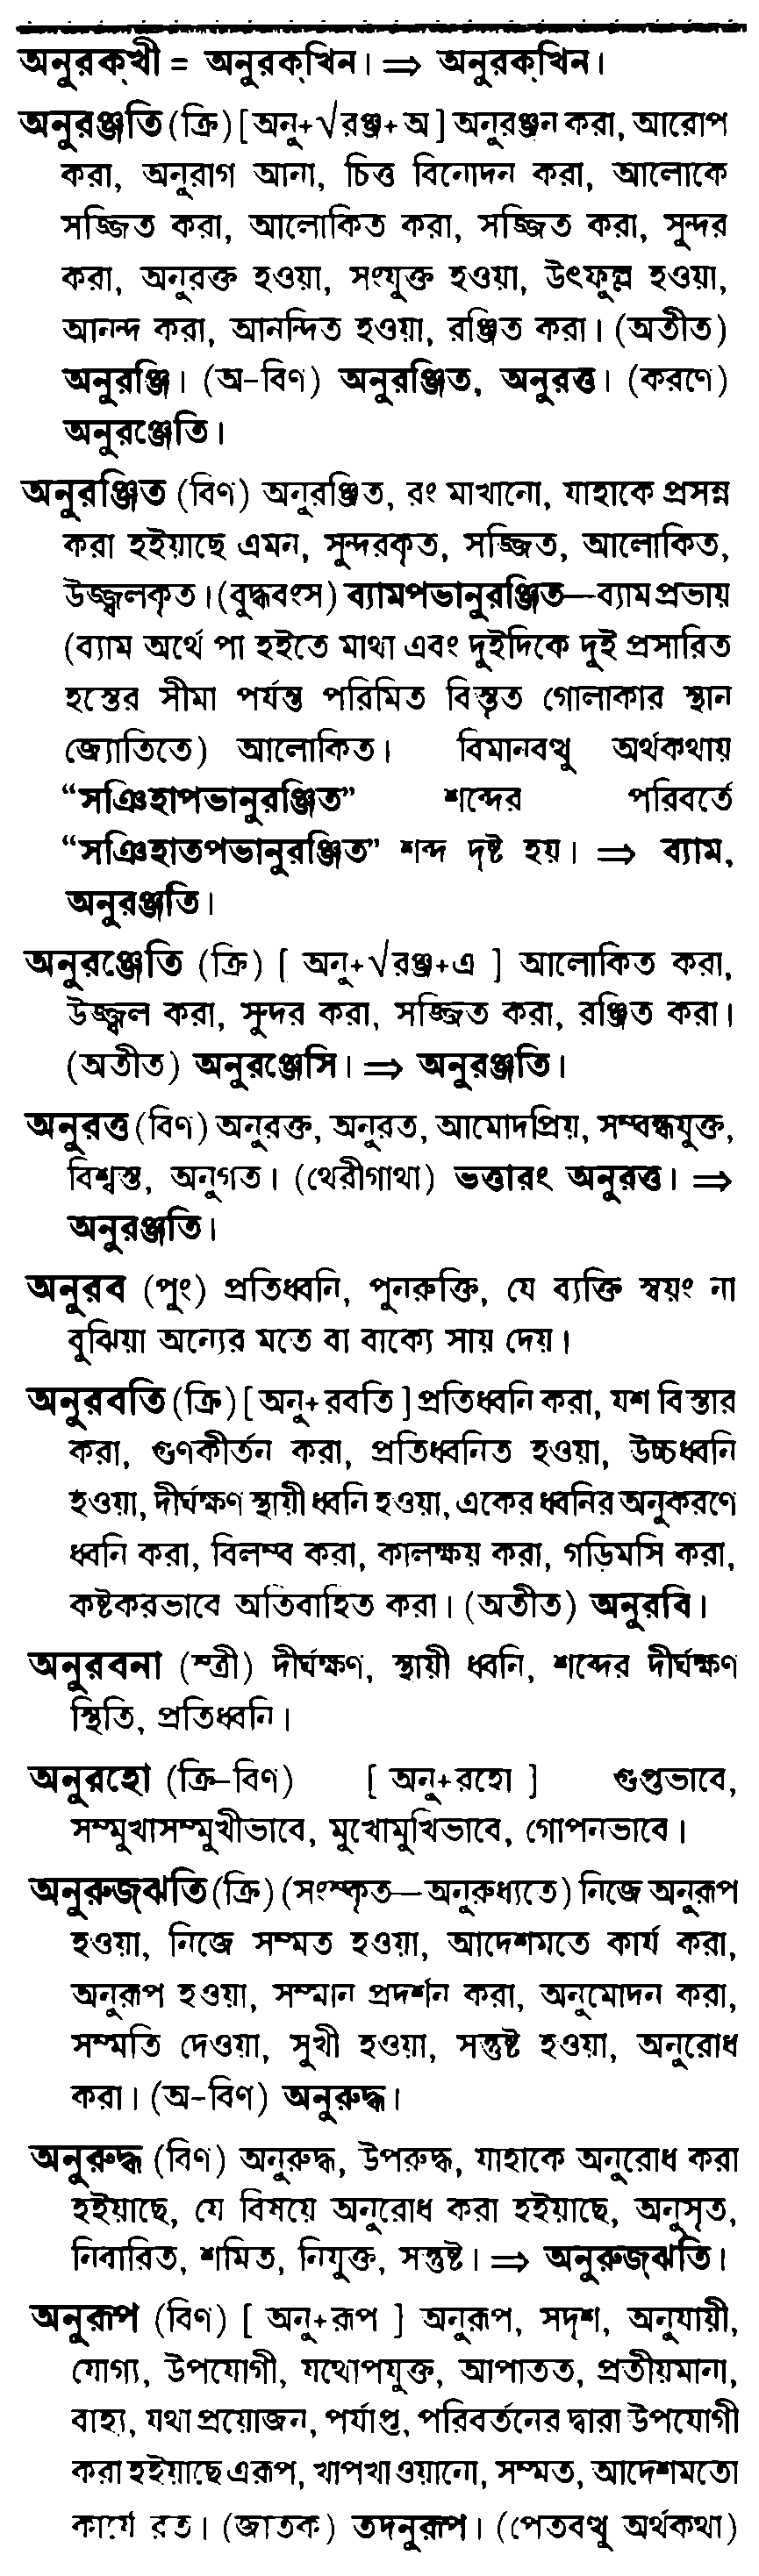 অনুরক্খী = অনুরক্খিন। ⇒ অনুরক্খিন।
অনুরঞ্জতি (ক্রি) [ অনু+√রঞ্জ+অ ] অনুরঞ্জন করা, আরোপ
করা, অনুরাগ আনা, চিত্ত বিনোদন করা, আলোকে
সজ্জিত করা, আলোকিত করা, সজ্জিত করা, সুন্দর
করা, অনুরক্ত হওয়া, সংযুক্ত হওয়া, উৎফুল্ল হওয়া,
আনন্দ করা, আনন্দিত হওয়া, রঞ্জিত করা। (অতীত)
অনুরঞ্জি। (অ-বিণ) অনুরঞ্জিত, অনুরত্ত। (করণে)
অনুরঞ্জেতি।
অনুরঞ্জিত (বিণ) অনুরঞ্জিত, রং মাখানো, যাহাকে প্রসন্ন
করা হইয়াছে এমন, সুন্দরকৃত, সজ্জিত, আলোকিত,
উজ্জ্বলকৃত। (বুদ্ধবংস) ব্যামপভানুরঞ্জিত—ব্যাম প্রভায়
(ব্যাম অর্থে পা হইতে মাথা এবং দুইদিকে দুই প্রসারিত
হস্তের সীমা পর্যন্ত পরিমিত বিস্তৃত গোলাকার স্থান
জ্যোতিতে) আলোকিত। বিমানবত্থু অর্থকথায়
“সঞিহাপভানুরঞ্জিত” শব্দের পরিবর্তে
“সঞিহাতপভানুরঞ্জিত” শব্দ দৃষ্ট হয়। ⇒ ব্যাম,
অনুরঞ্জতি।
অনুরঞ্জেতি (ক্রি) [ অনু+√রঞ্জ+এ ] আলোকিত করা,
উজ্জ্বল করা, সুন্দর করা, সজ্জিত করা, রঞ্জিত করা।
(অতীত) অনুরঞ্জেসি। ⇒ অনুরঞ্জতি।
অনুরত্ত (বিণ) অনুরক্ত, অনুরত, আমোদপ্রিয়, সম্বন্ধযুক্ত,
বিশ্বস্ত, অনুগত। (থেরীগাথা) ভত্তারং অনুরত্ত। ⇒
অনুরঞ্জতি।
অনুরব (পুং) প্রতিধ্বনি, পুনরুক্তি, যে ব্যক্তি স্বয়ং না
বুঝিয়া অন্যের মতে বা বাক্যে সায় দেয়।
অনুরবতি (ক্রি) [ অনু+রবতি ] প্রতিধ্বনি করা, যশ বিস্তার
করা, গুণকীর্তন করা, প্রতিধ্বনিত হওয়া, উচ্চধ্বনি
হওয়া, দীর্ঘক্ষণ স্থায়ী ধ্বনি হওয়া, একের ধ্বনির অনুকরণে
ধ্বনি করা, বিলম্ব করা, কালক্ষয় করা, গড়িমসি করা,
কষ্টকরভাবে অতিবাহিত করা। (অতীত) অনুরবি।
অনুরবনা (স্ত্রী) দীর্ঘক্ষণ, স্থায়ী ধ্বনি, শব্দের দীর্ঘক্ষণ
স্থিতি, প্রতিধ্বনি।
অনুরহো (ক্রি-বিণ) [ অনু+রহো ] গুপ্তভাবে,
সম্মুখাসম্মুখীভাবে, মুখোমুখিভাবে, গোপনভাবে।
অনুরুজ্ঝতি (ক্রি) (সংস্কৃত—অনুরুধ্যতে) নিজে অনুরূপ
হওয়া, নিজে সম্মত হওয়া, আদেশমতে কার্য করা,
অনুরূপ হওয়া, সম্মান প্রদর্শন করা, অনুমোদন করা,
সম্মতি দেওয়া, সুখী হওয়া, সন্তুষ্ট হওয়া, অনুরোধ
করা। (অ-বিণ) অনুরুদ্ধ।
অনুরুদ্ধ (বিণ) অনুরুদ্ধ, উপরুদ্ধ, যাহাকে অনুরোধ করা
হইয়াছে, যে বিষয়ে অনুরোধ করা হইয়াছে, অনুসৃত,
নিবারিত, শমিত, নিযুক্ত, সন্তুষ্ট। ⇒ অনুরুজ্ঝতি।
অনুরূপ (বিণ) [ অনু+রূপ ] অনুরূপ, সদৃশ, অনুযায়ী,
যোগ্য, উপযোগী, যথোপযুক্ত, আপাতত, প্রতীয়মানা,
বাহ্য, যথা প্রয়োজন, পর্যাপ্ত, পরিবর্তনের দ্বারা উপযোগী
করা হইয়াছে এরূপ, খাপখাওয়ানো, সম্মত, আদেশমতো
কার্যে রত। (জাতক) তদনুরূপ। (পেতবত্থু অর্থকথা)